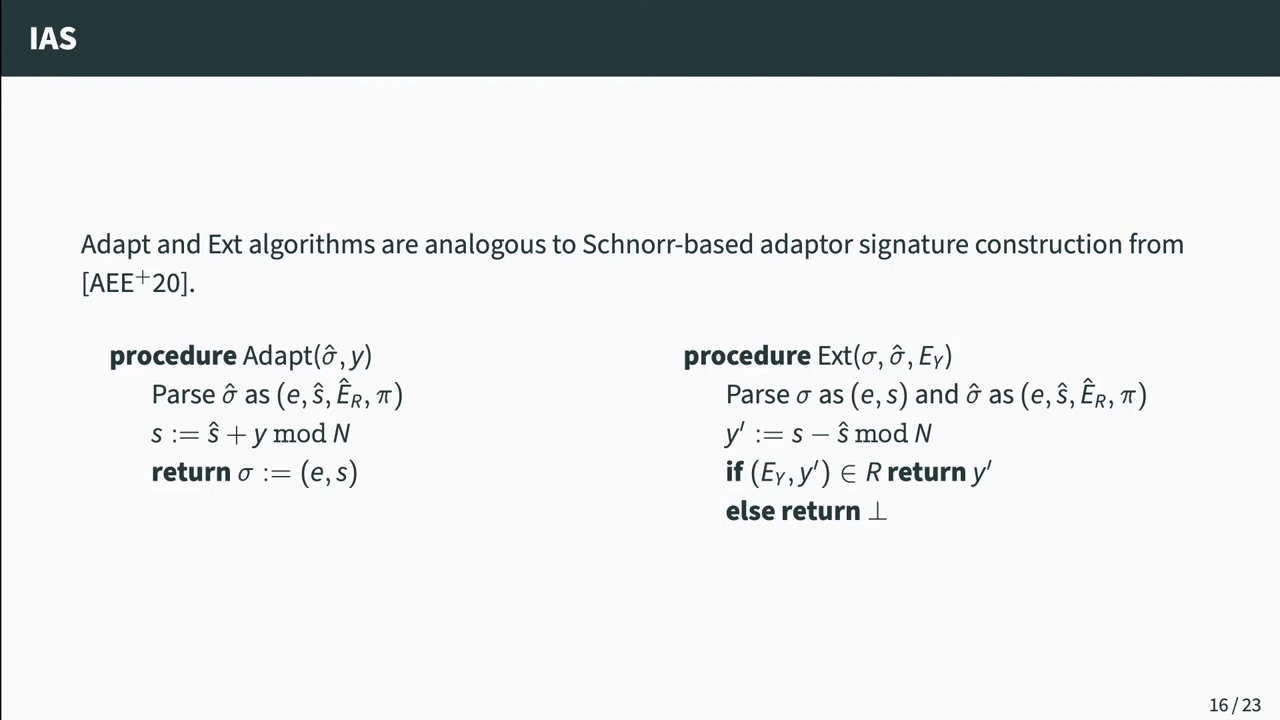 IAS
Adapt and Ext algorithms are analogous to Schnorr-based adaptor signature construction from
[AEE⁺20].
procedure Adapt(σ̂, y)
Parse σ̂ as (e, ŝ, Ê_R, π)
s := ŝ + y mod N
return σ := (e, s)
procedure Ext(σ, σ̂, E_Y)
Parse σ as (e, s) and σ̂ as (e, ŝ, Ê_R, π)
y′ := s − ŝ mod N
if (E_Y, y′) ∈ R return y′
else return ⊥
16 / 23